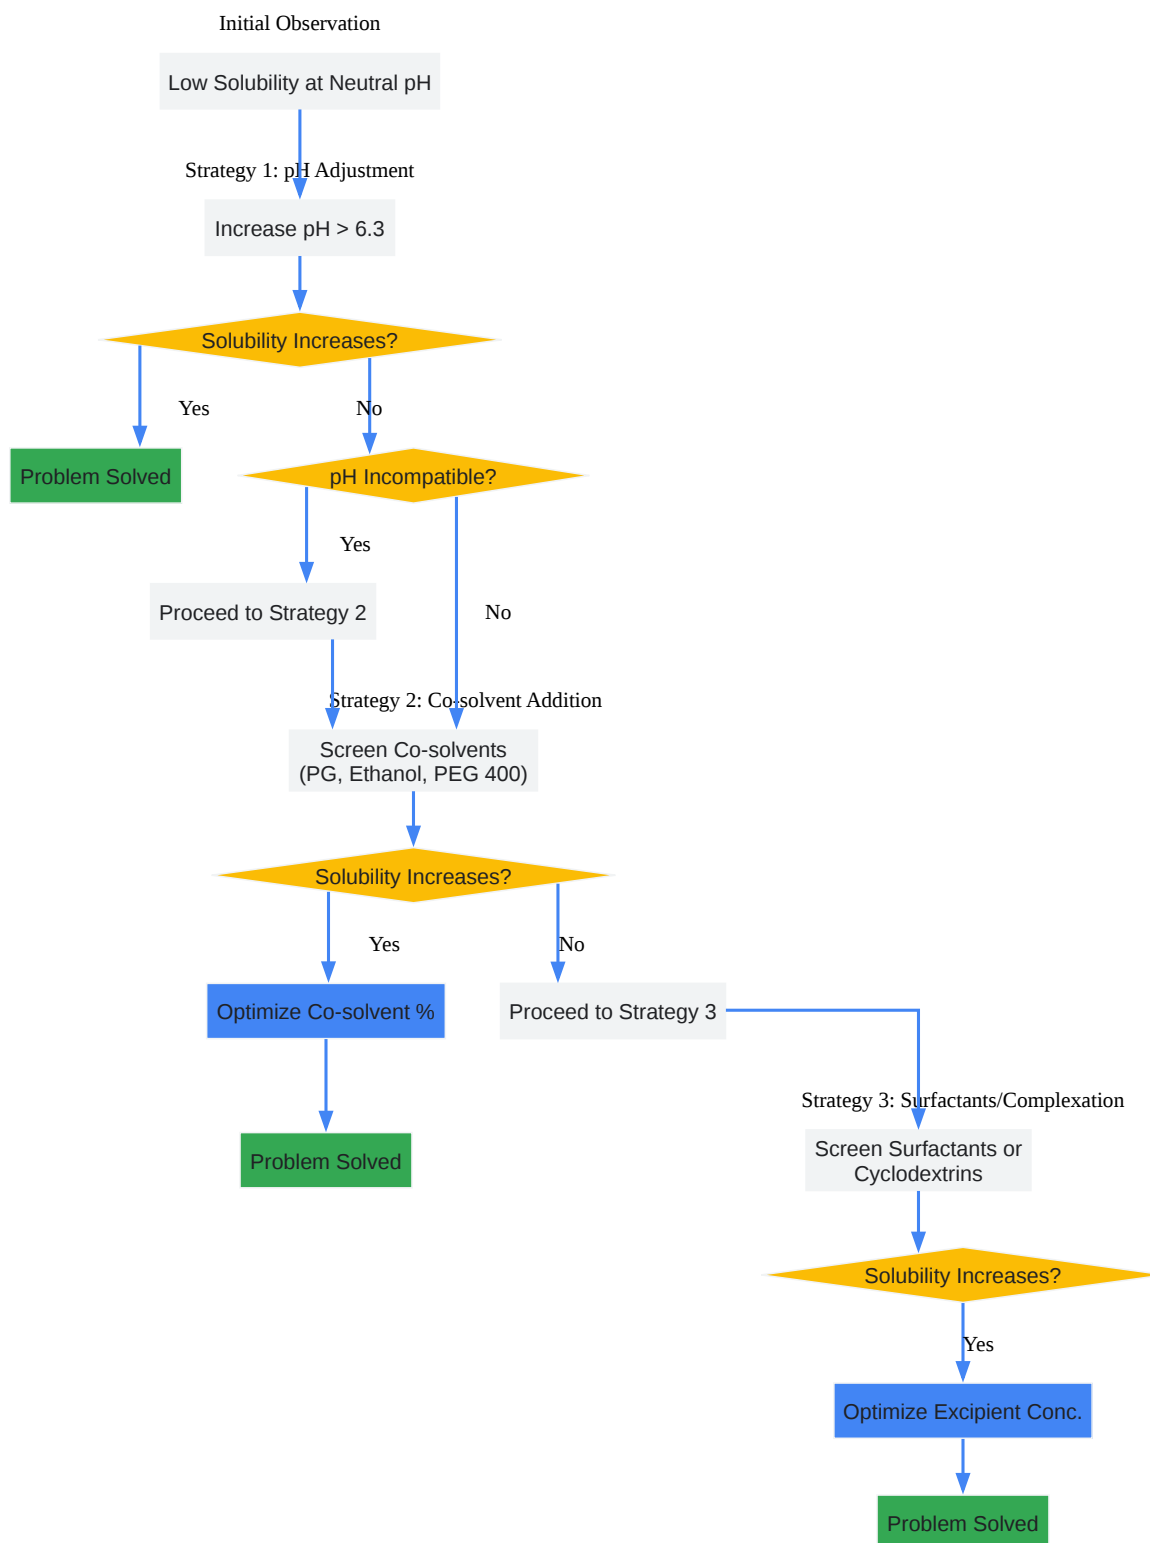 Initial Observation
Low Solubility at Neutral pH
Strategy 1: pH Adjustment
Increase pH > 6.3
Solubility Increases?
Yes
No
Problem Solved
pH Incompatible?
Yes
Proceed to Strategy 2
No
Strategy 2: Co-solvent Addition
Screen Co-solvents
(PG, Ethanol, PEG 400)
Solubility Increases?
Yes
No
Optimize Co-solvent %
Proceed to Strategy 3
Problem Solved
Strategy 3: Surfactants/Complexation
Screen Surfactants or
Cyclodextrins
Solubility Increases?
Yes
Optimize Excipient Conc.
Problem Solved